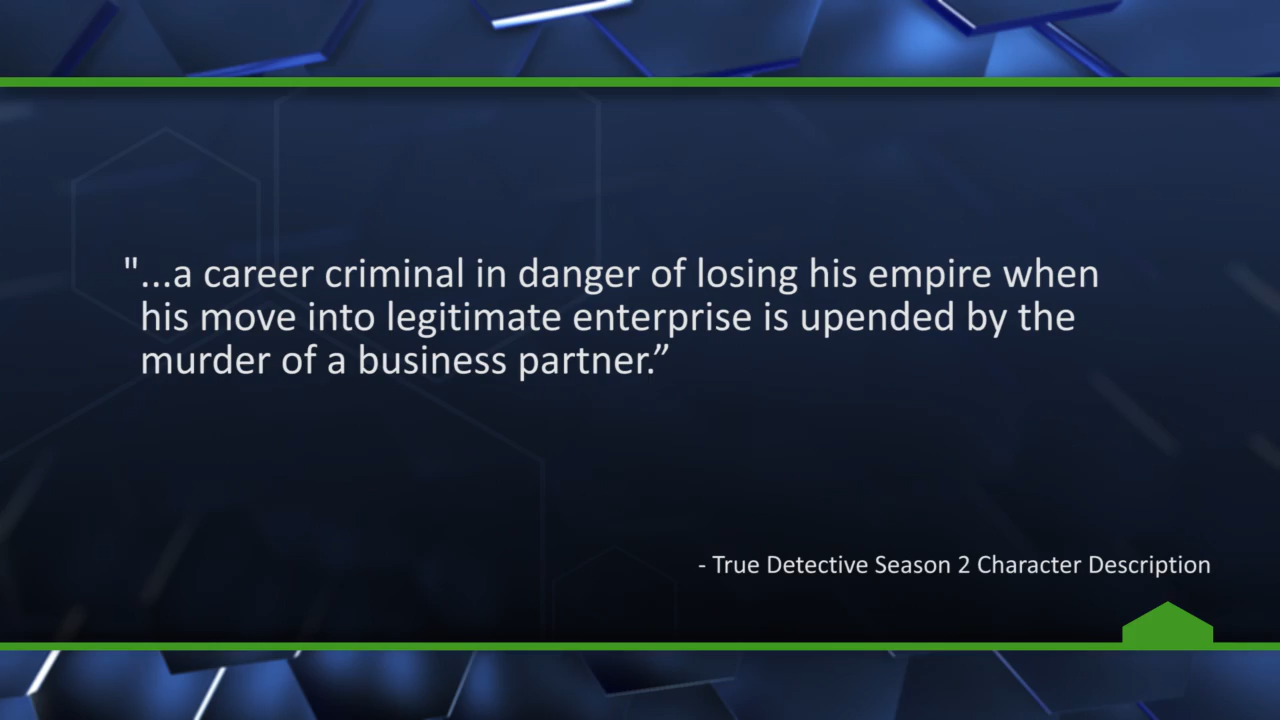 "...a career criminal in danger of losing his empire when
his move into legitimate enterprise is upended by the
murder of a business partner.”
- True Detective Season 2 Character Description